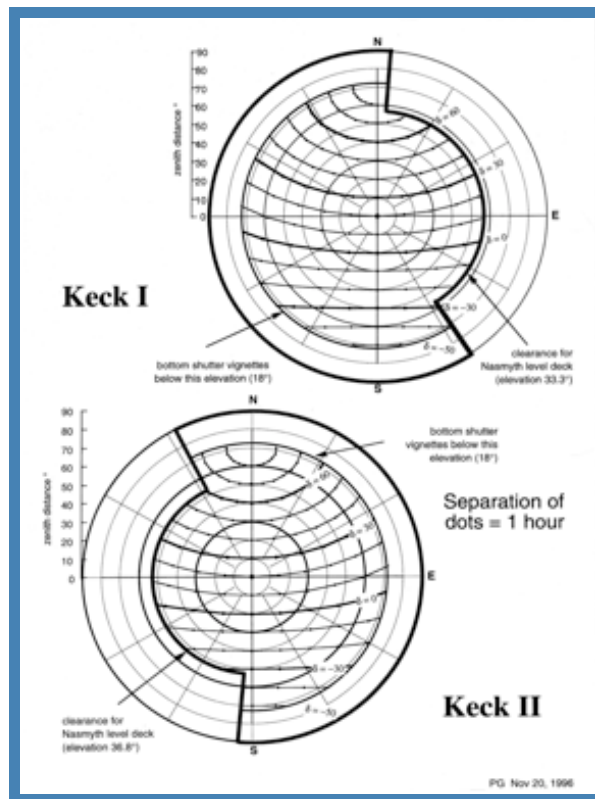 N
90
80
70
60
50
40
30
20
10
0
zenith distance °
δ = 60
δ = 30
E
δ = 0
δ = -30
δ = -50
S
Keck I
bottom shutter vignettes
below this elevation (18°)
clearance for
Nasmyth level deck
(elevation 33.3°)
N
90
80
70
60
50
40
30
20
10
0
zenith distance °
bottom shutter
vignettes below this
elevation (18°)
δ = 60
δ = 30
E
δ = 0
δ = -30
δ = -50
S
Separation of
dots = 1 hour
clearance for
Nasmyth level deck
(elevation 36.8°)
Keck II
PG Nov 20, 1996